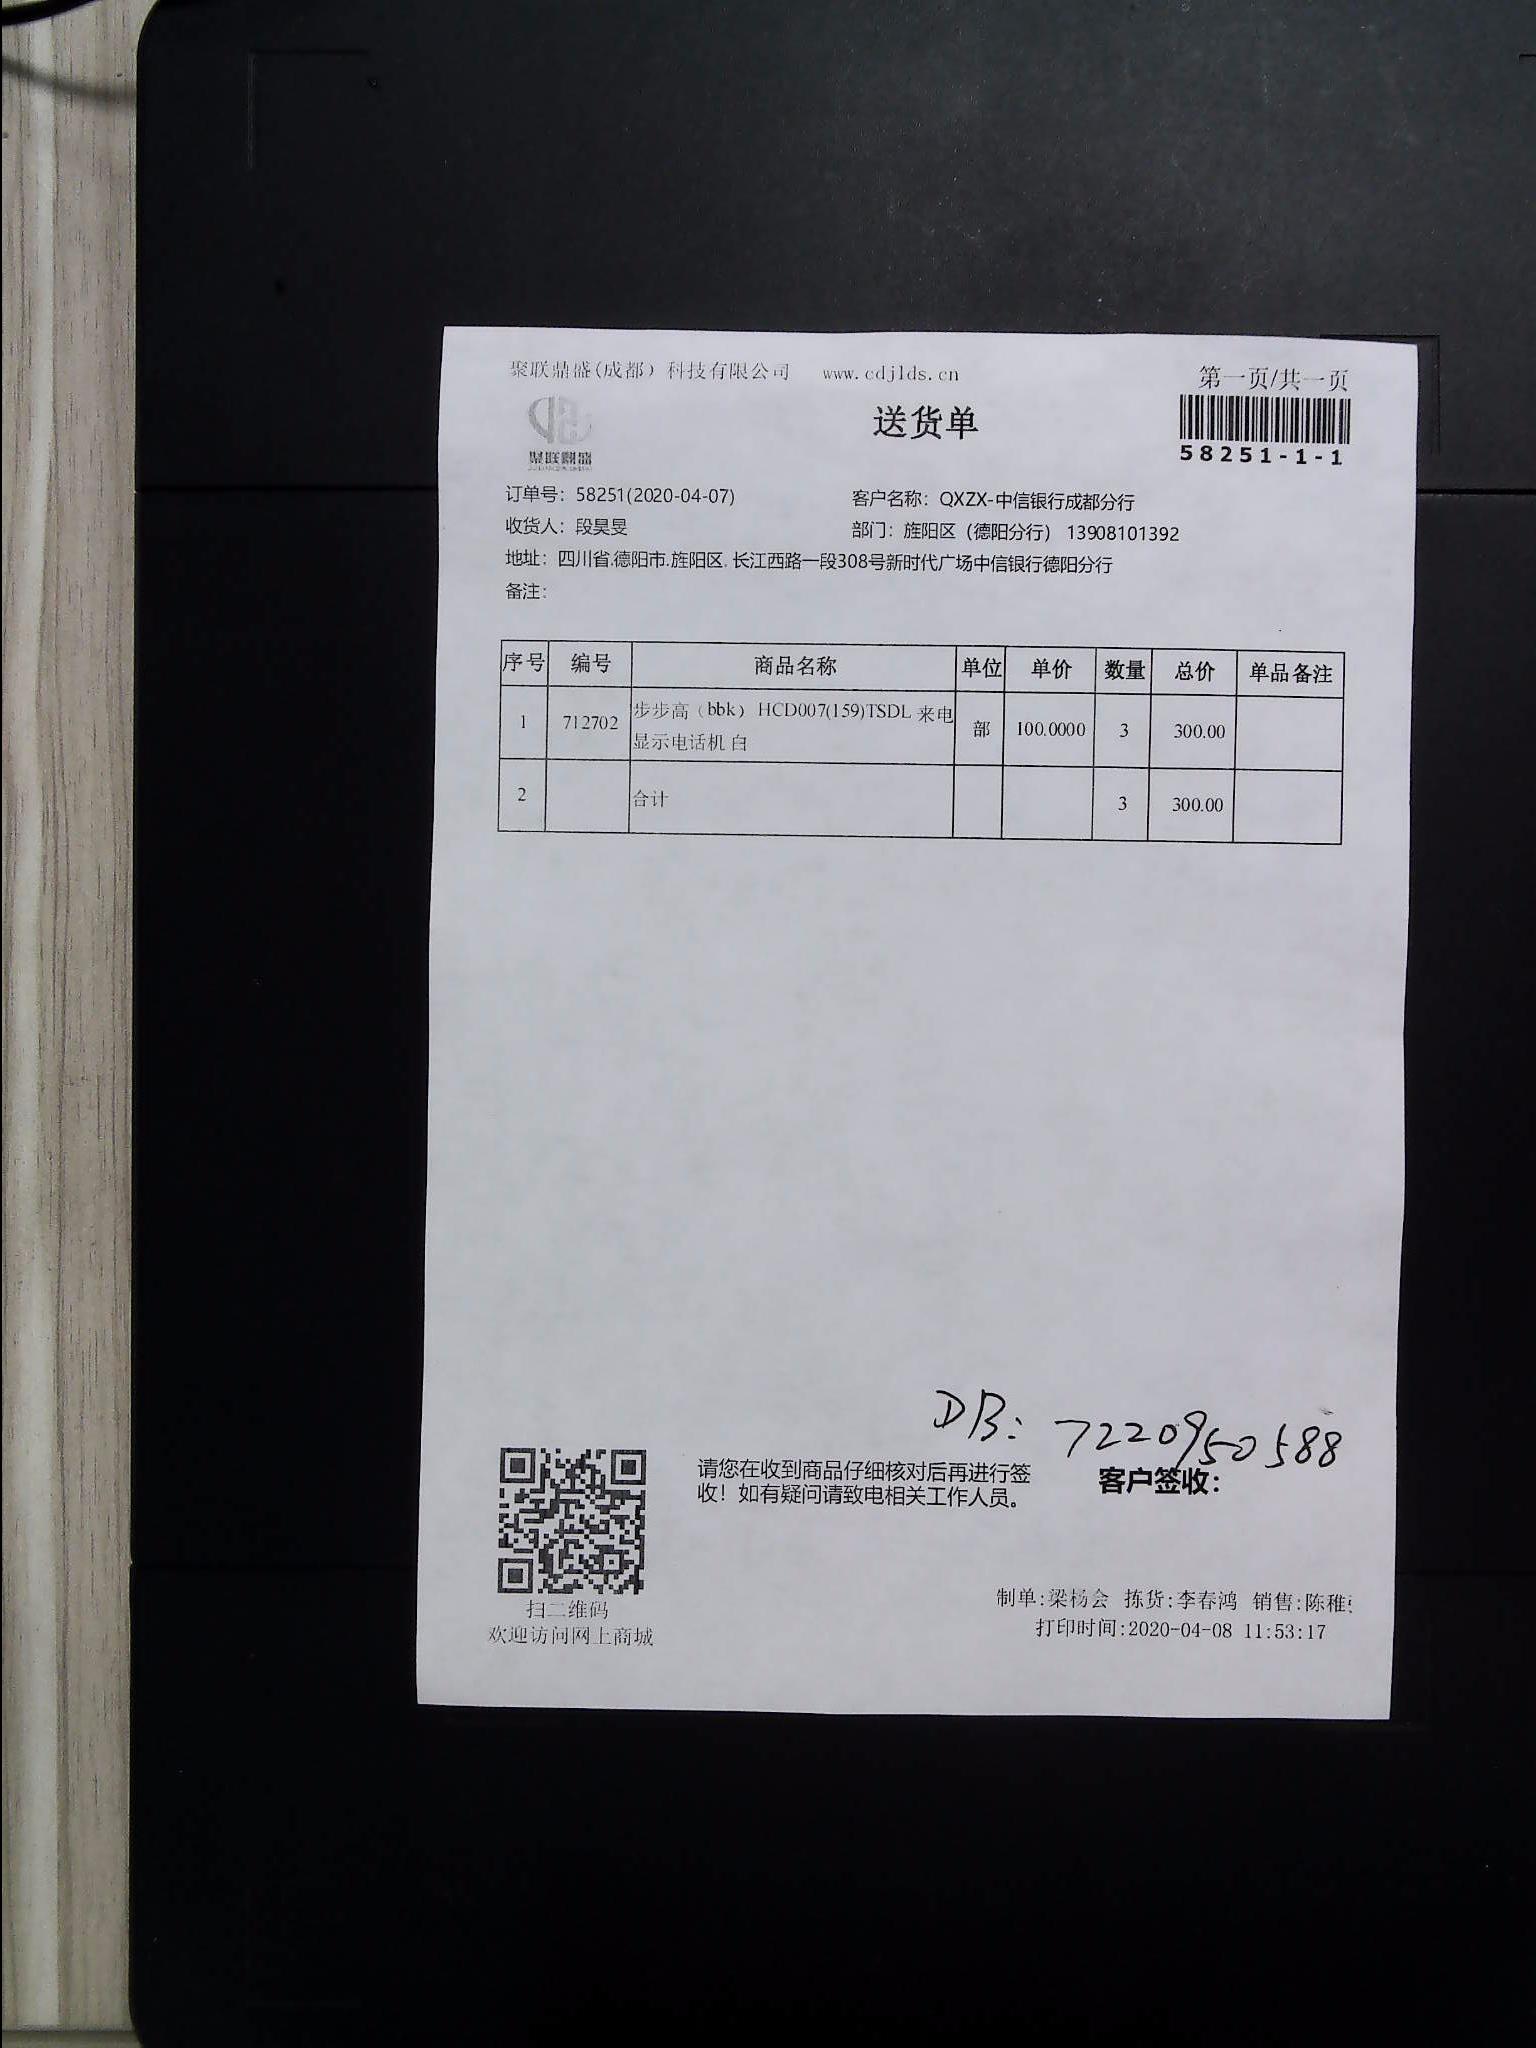 聚联鼎盛(成都）科技有限公司 www.cdjlds.cn
第一页/共一页
聚联鼎盛
送货单
58251-1-1
订单号：58251(2020-04-07) 客户名称：QXZX-中信银行成都分行
收货人：段昊旻 部门：旌阳区（德阳分行） 13908101392
地址：四川省.德阳市.旌阳区. 长江西路一段308号新时代广场中信银行德阳分行
备注：
序号 编号 商品名称 单位 单价 数量 总价 单品备注
1 712702 步步高（bbk） HCD007(159)TSDL 来电 部 100.0000 3 300.00
显示电话机 白
2 合计 3 300.00
DB: 7220950588
请您在收到商品仔细核对后再进行签 客户签收：
收！如有疑问请致电相关工作人员。
制单:梁杨会 拣货:李春鸿 销售:陈稚
扫二维码
打印时间:2020-04-08 11:53:17
欢迎访问网上商城